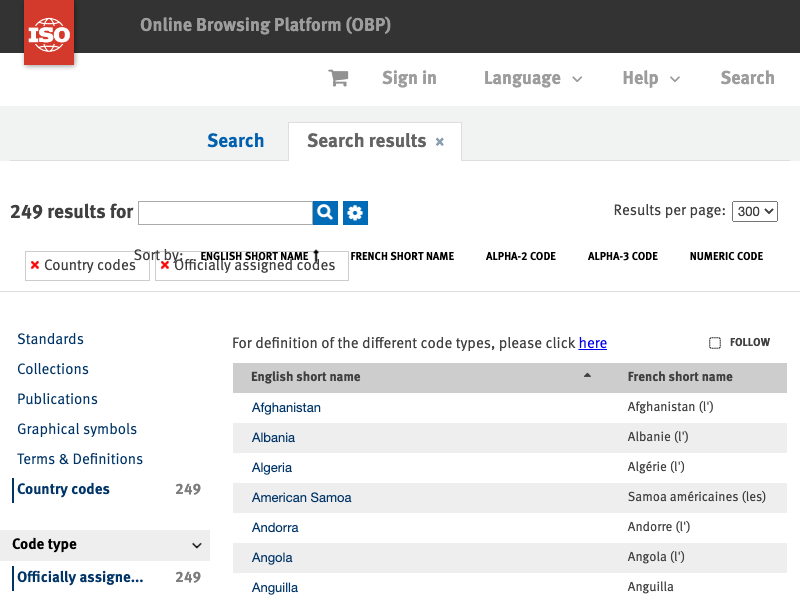 ISO
Online Browsing Platform (OBP)
Sign in Language Help Search
Search Search results ×
249 results for Results per page: 300
Sort by: ENGLISH SHORT NAME FRENCH SHORT NAME ALPHA-2 CODE ALPHA-3 CODE NUMERIC CODE
Country codes Officially assigned codes
Standards
Collections
Publications
Graphical symbols
Terms & Definitions
Country codes 249
Code type
Officially assigne... 249
For definition of the different code types, please click here FOLLOW
English short name French short name
Afghanistan Afghanistan (l')
Albania Albanie (l')
Algeria Algérie (l')
American Samoa Samoa américaines (les)
Andorra Andorre (l')
Angola Angola (l')
Anguilla Anguilla